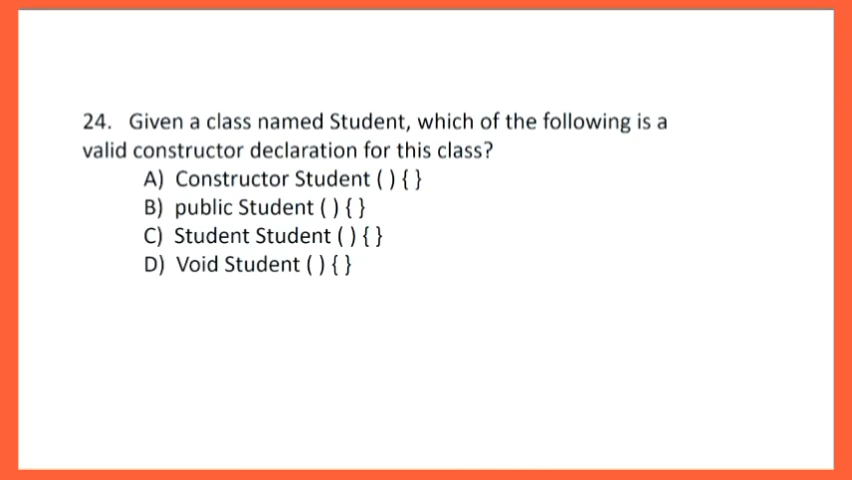 24. Given a class named Student, which of the following is a
valid constructor declaration for this class?
A) Constructor Student ( ) { }
B) public Student ( ) { }
C) Student Student ( ) { }
D) Void Student ( ) { }